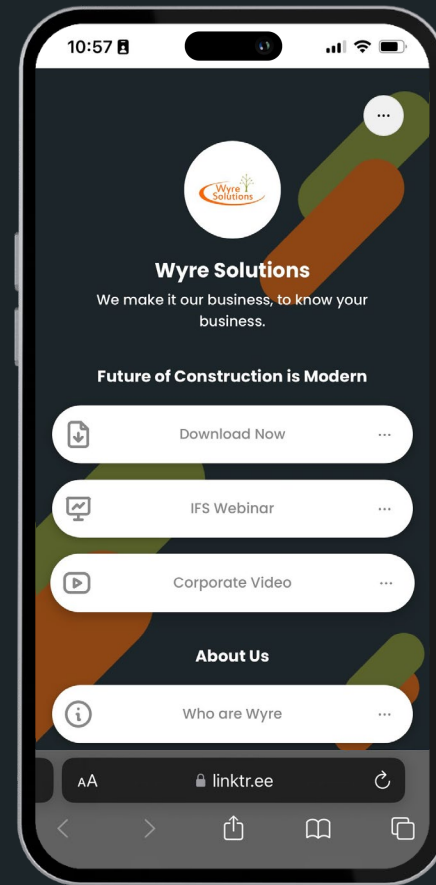 10:57
...
Wyre
Solutions
Wyre Solutions
We make it our business, to know your
business.
Future of Construction is Modern
Download Now ...
IFS Webinar ...
Corporate Video ...
About Us
Who are Wyre ...
AA linktr.ee